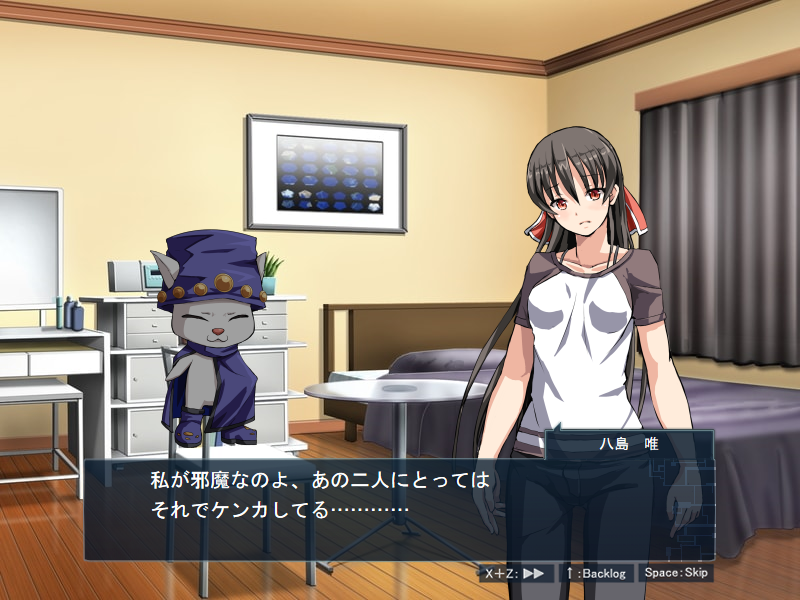 八島 唯
私が邪魔なのよ、あの二人にとっては
それでケンカしてる…………
X+Z:▶▶ ↑:Backlog Space:Skip